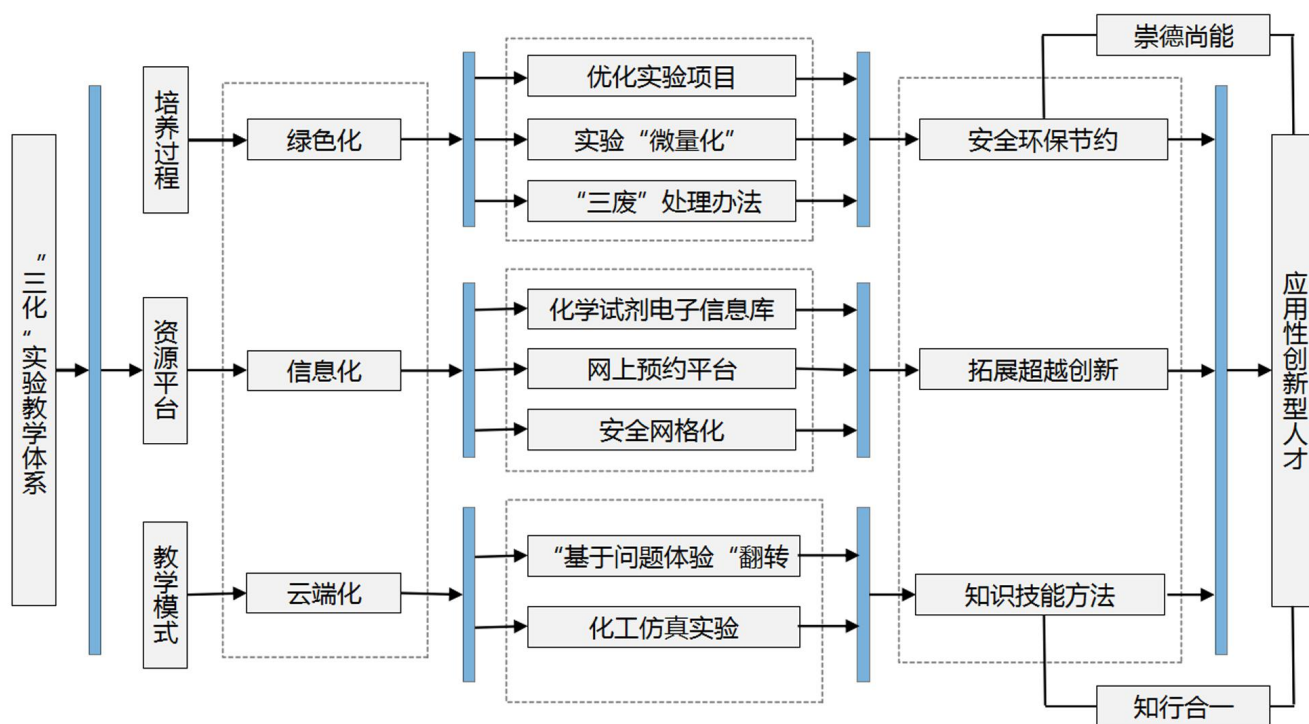 崇德尚能
“三化”实验教学体系
培养过程
绿色化
优化实验项目
实验“微量化”
“三废”处理办法
安全环保节约
资源平台
信息化
化学试剂电子信息库
网上预约平台
安全网格化
拓展超越创新
应用性创新型人才
教学模式
云端化
“基于问题体验“翻转
化工仿真实验
知识技能方法
知行合一